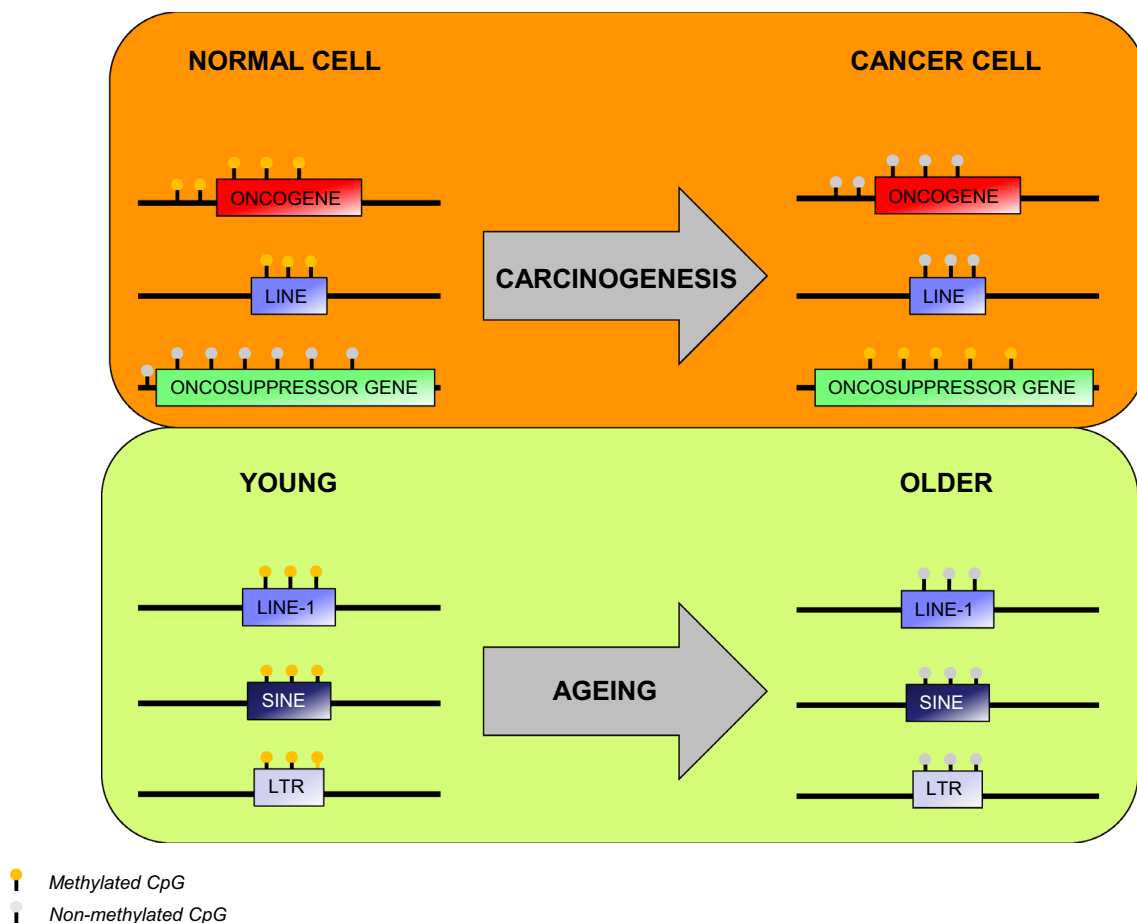 NORMAL CELL
CANCER CELL
ONCOGENE
ONCOGENE
CARCINOGENESIS
LINE
LINE
ONCOSUPPRESSOR GENE
ONCOSUPPRESSOR GENE
YOUNG
OLDER
LINE-1
LINE-1
AGEING
SINE
SINE
LTR
LTR
Methylated CpG
Non-methylated CpG